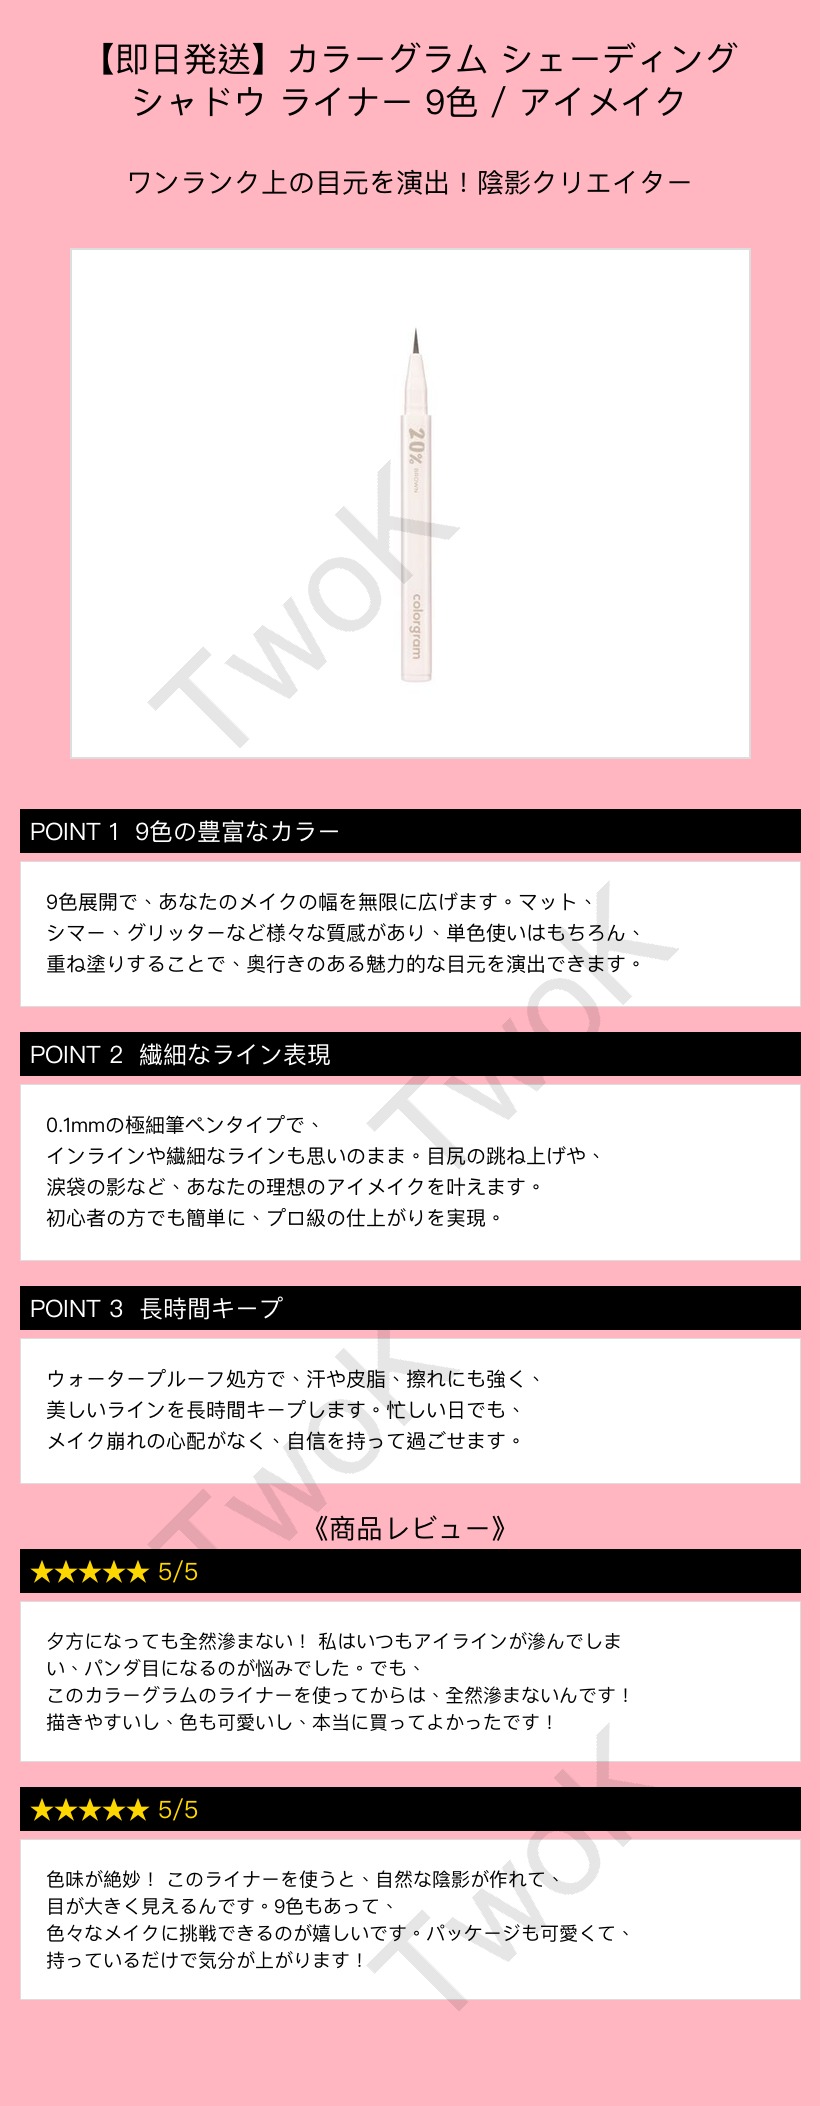 【即日発送】カラーグラム シェーディング
シャドウ ライナー 9色 / アイメイク
ワンランク上の目元を演出！陰影クリエイター
20%
BROWN
colorgram
TwoK
POINT 1 9色の豊富なカラー
9色展開で、あなたのメイクの幅を無限に広げます。マット、
シマー、グリッターなど様々な質感があり、単色使いはもちろん、
重ね塗りすることで、奥行きのある魅力的な目元を演出できます。
TwoK
POINT 2 繊細なライン表現
0.1mmの極細筆ペンタイプで、
インラインや繊細なラインも思いのまま。目尻の跳ね上げや、
涙袋の影など、あなたの理想のアイメイクを叶えます。
初心者の方でも簡単に、プロ級の仕上がりを実現。
POINT 3 長時間キープ
ウォータープルーフ処方で、汗や皮脂、擦れにも強く、
美しいラインを長時間キープします。忙しい日でも、
メイク崩れの心配がなく、自信を持って過ごせます。
TwoK
《商品レビュー》
★★★★★ 5/5
夕方になっても全然滲まない！ 私はいつもアイラインが滲んでしま
い、パンダ目になるのが悩みでした。でも、
このカラーグラムのライナーを使ってからは、全然滲まないんです！
描きやすいし、色も可愛いし、本当に買ってよかったです！
★★★★★ 5/5
色味が絶妙！ このライナーを使うと、自然な陰影が作れて、
目が大きく見えるんです。9色もあって、
色々なメイクに挑戦できるのが嬉しいです。パッケージも可愛くて、
持っているだけで気分が上がります！
TwoK